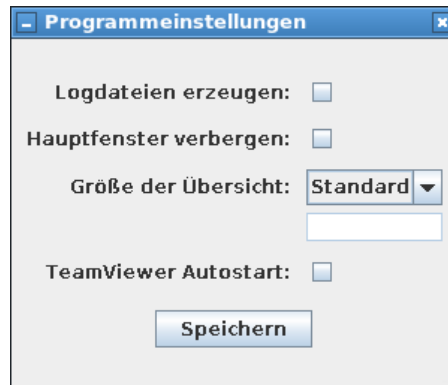 Programmeinstellungen
Logdateien erzeugen:
Hauptfenster verbergen:
Größe der Übersicht: Standard
TeamViewer Autostart:
Speichern